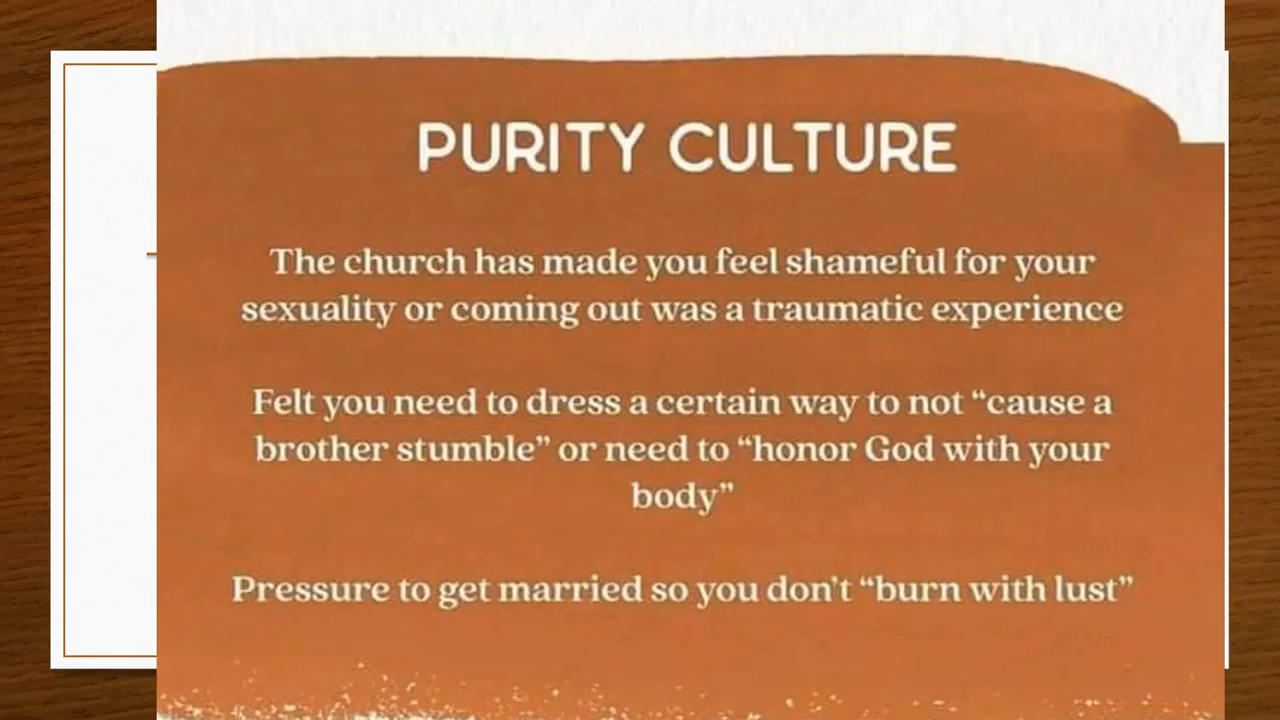 PURITY CULTURE
The church has made you feel shameful for your
sexuality or coming out was a traumatic experience
Felt you need to dress a certain way to not “cause a
brother stumble” or need to “honor God with your
body”
Pressure to get married so you don’t “burn with lust”